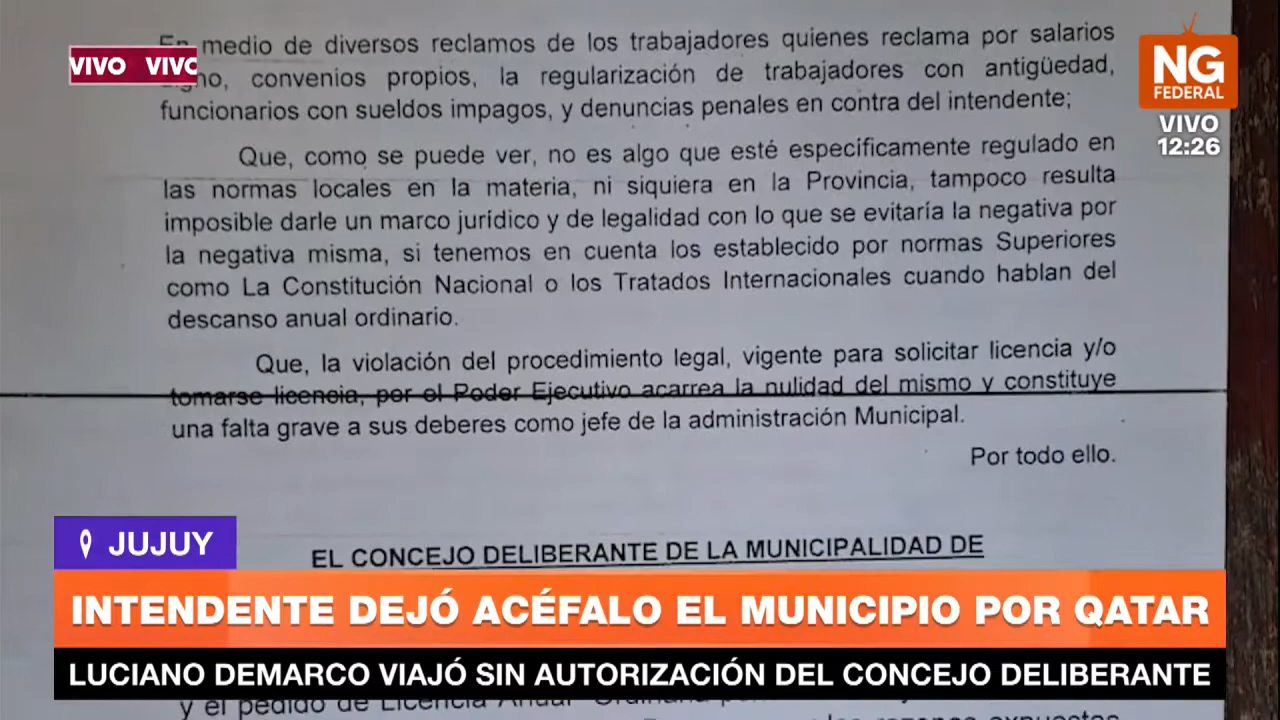 En medio de diversos reclamos de los trabajadores quienes reclama por salarios
VIVO VIVO
digno, convenios propios, la regularización de trabajadores con antigüedad,
funcionarios con sueldos impagos, y denuncias penales en contra del intendente;
NG
FEDERAL
VIVO
12:26
Que, como se puede ver, no es algo que esté específicamente regulado en
las normas locales en la materia, ni siquiera en la Provincia, tampoco resulta
imposible darle un marco jurídico y de legalidad con lo que se evitaría la negativa por
la negativa misma, si tenemos en cuenta los establecido por normas Superiores
como La Constitución Nacional o los Tratados Internacionales cuando hablan del
descanso anual ordinario.
Que, la violación del procedimiento legal, vigente para solicitar licencia y/o
tomarse licencia, por el Poder Ejecutivo acarrea la nulidad del mismo y constituye
una falta grave a sus deberes como jefe de la administración Municipal.
Por todo ello.
JUJUY
EL CONCEJO DELIBERANTE DE LA MUNICIPALIDAD DE
INTENDENTE DEJÓ ACÉFALO EL MUNICIPIO POR QATAR
LUCIANO DEMARCO VIAJÓ SIN AUTORIZACIÓN DEL CONCEJO DELIBERANTE
y el pedido de Licencia Anual Ordinaria